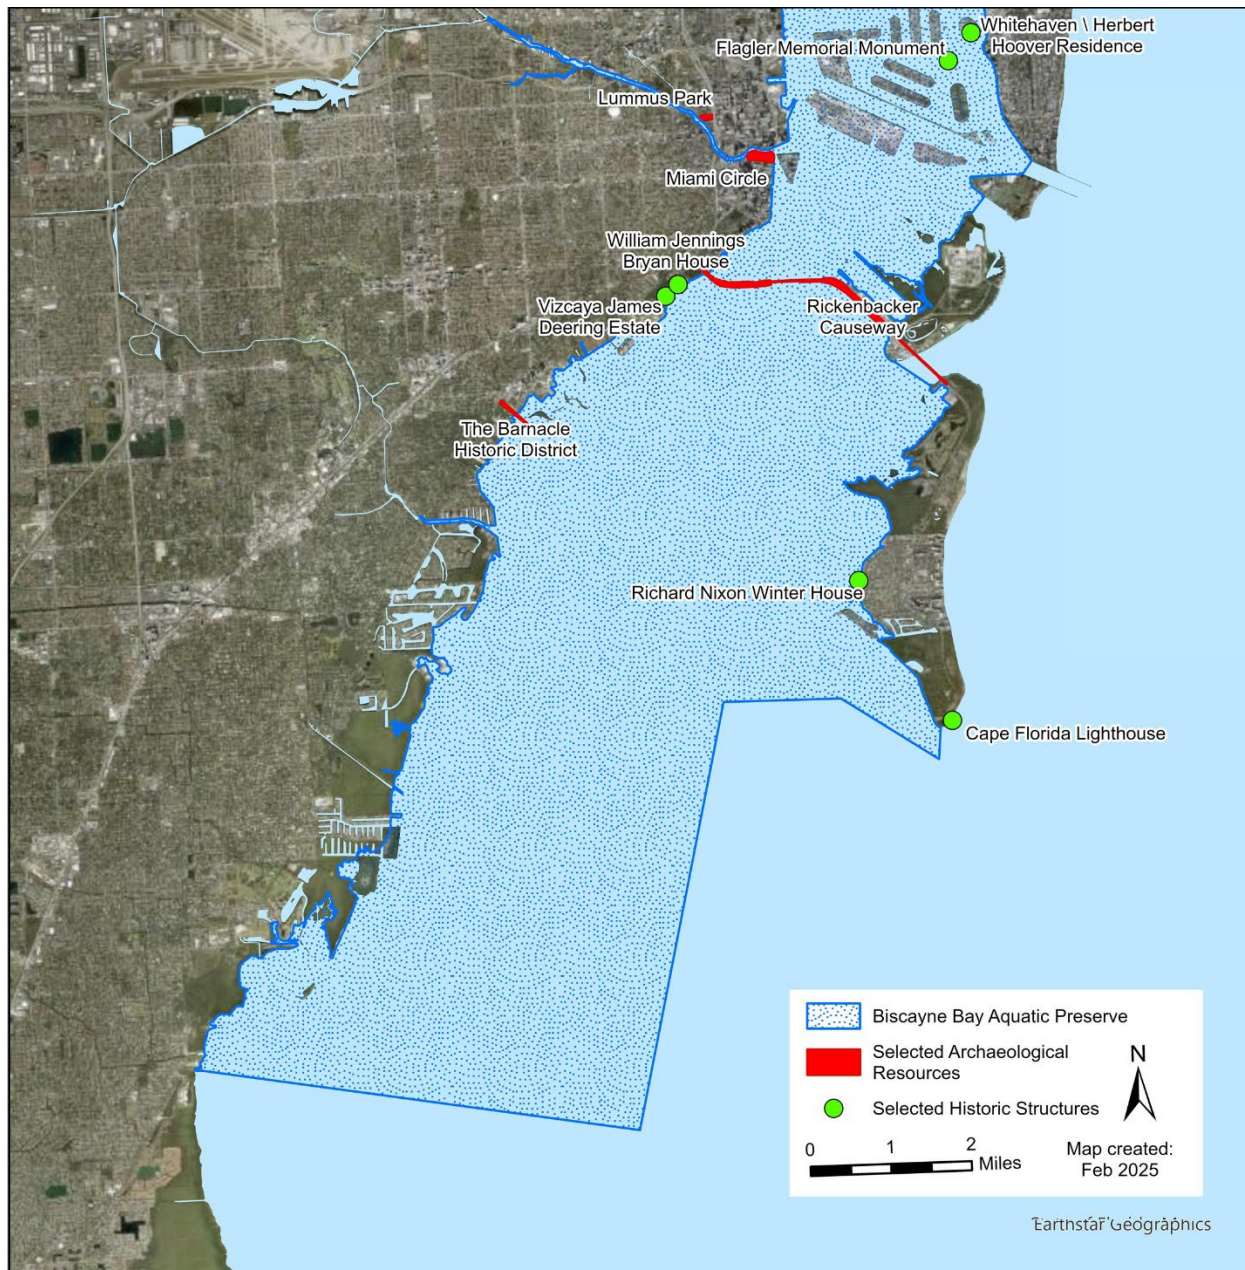 Whitehaven \ Herbert
Hoover Residence
Flagler Memorial Monument
Lummus Park
Miami Circle
William Jennings
Bryan House
Vizcaya James
Deering Estate
Rickenbacker
Causeway
The Barnacle
Historic District
Richard Nixon Winter House
Cape Florida Lighthouse
Biscayne Bay Aquatic Preserve
Selected Archaeological
Resources
Selected Historic Structures
N
0 1 2
Miles
Map created:
Feb 2025
Earthstar Geographics